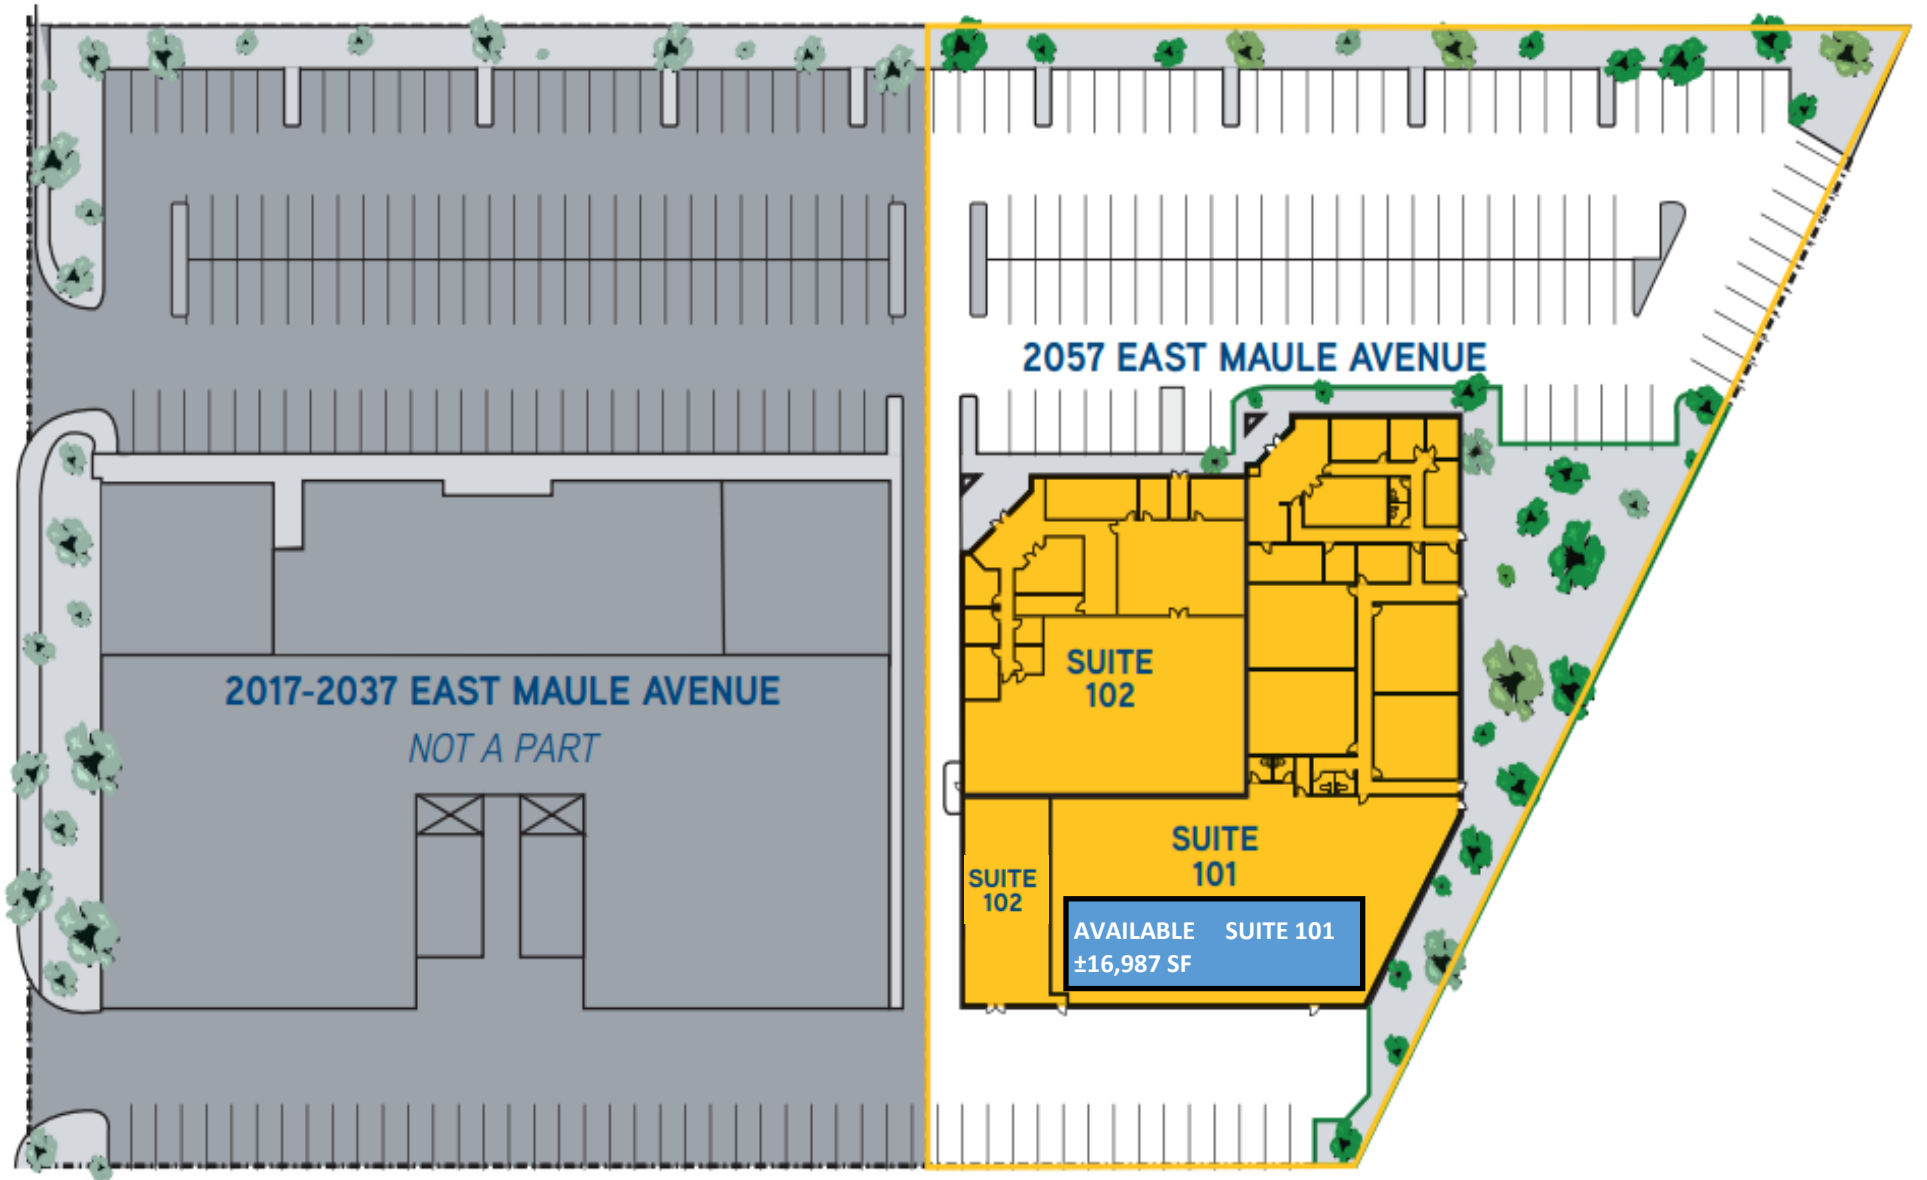 2057 EAST MAULE AVENUE
SUITE
102
2017-2037 EAST MAULE AVENUE
NOT A PART
SUITE
101
SUITE
102
AVAILABLE SUITE 101
±16,987 SF